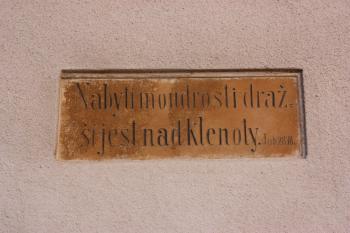 Nabytí moudrosti draž-
ší jest nad klenoty. Job 28.18.